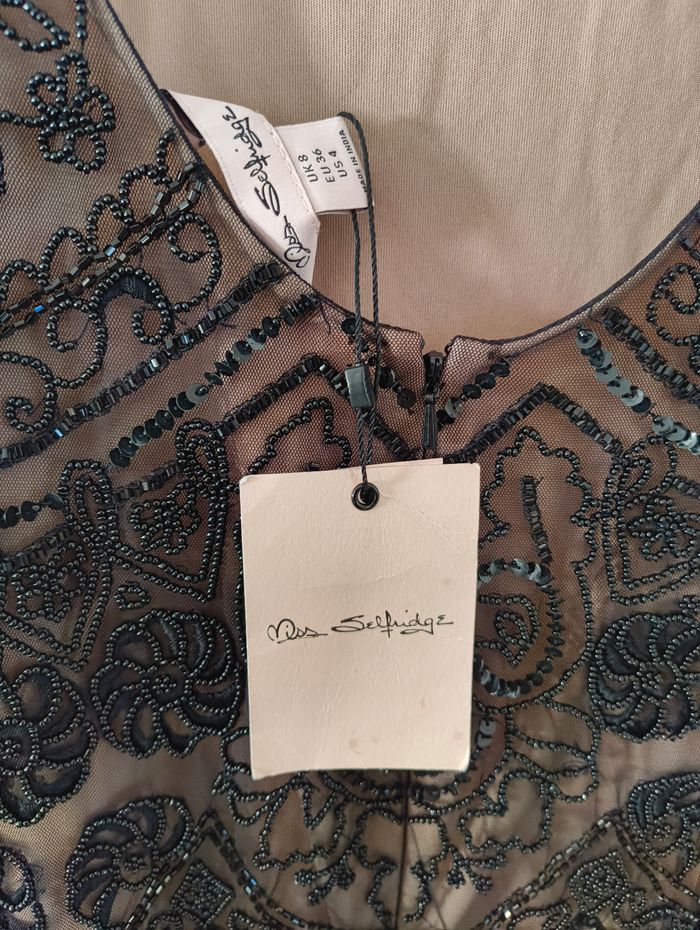 Miss Selfridge
UK 8
EU 36
US 4
MADE IN INDIA
Miss Selfridge